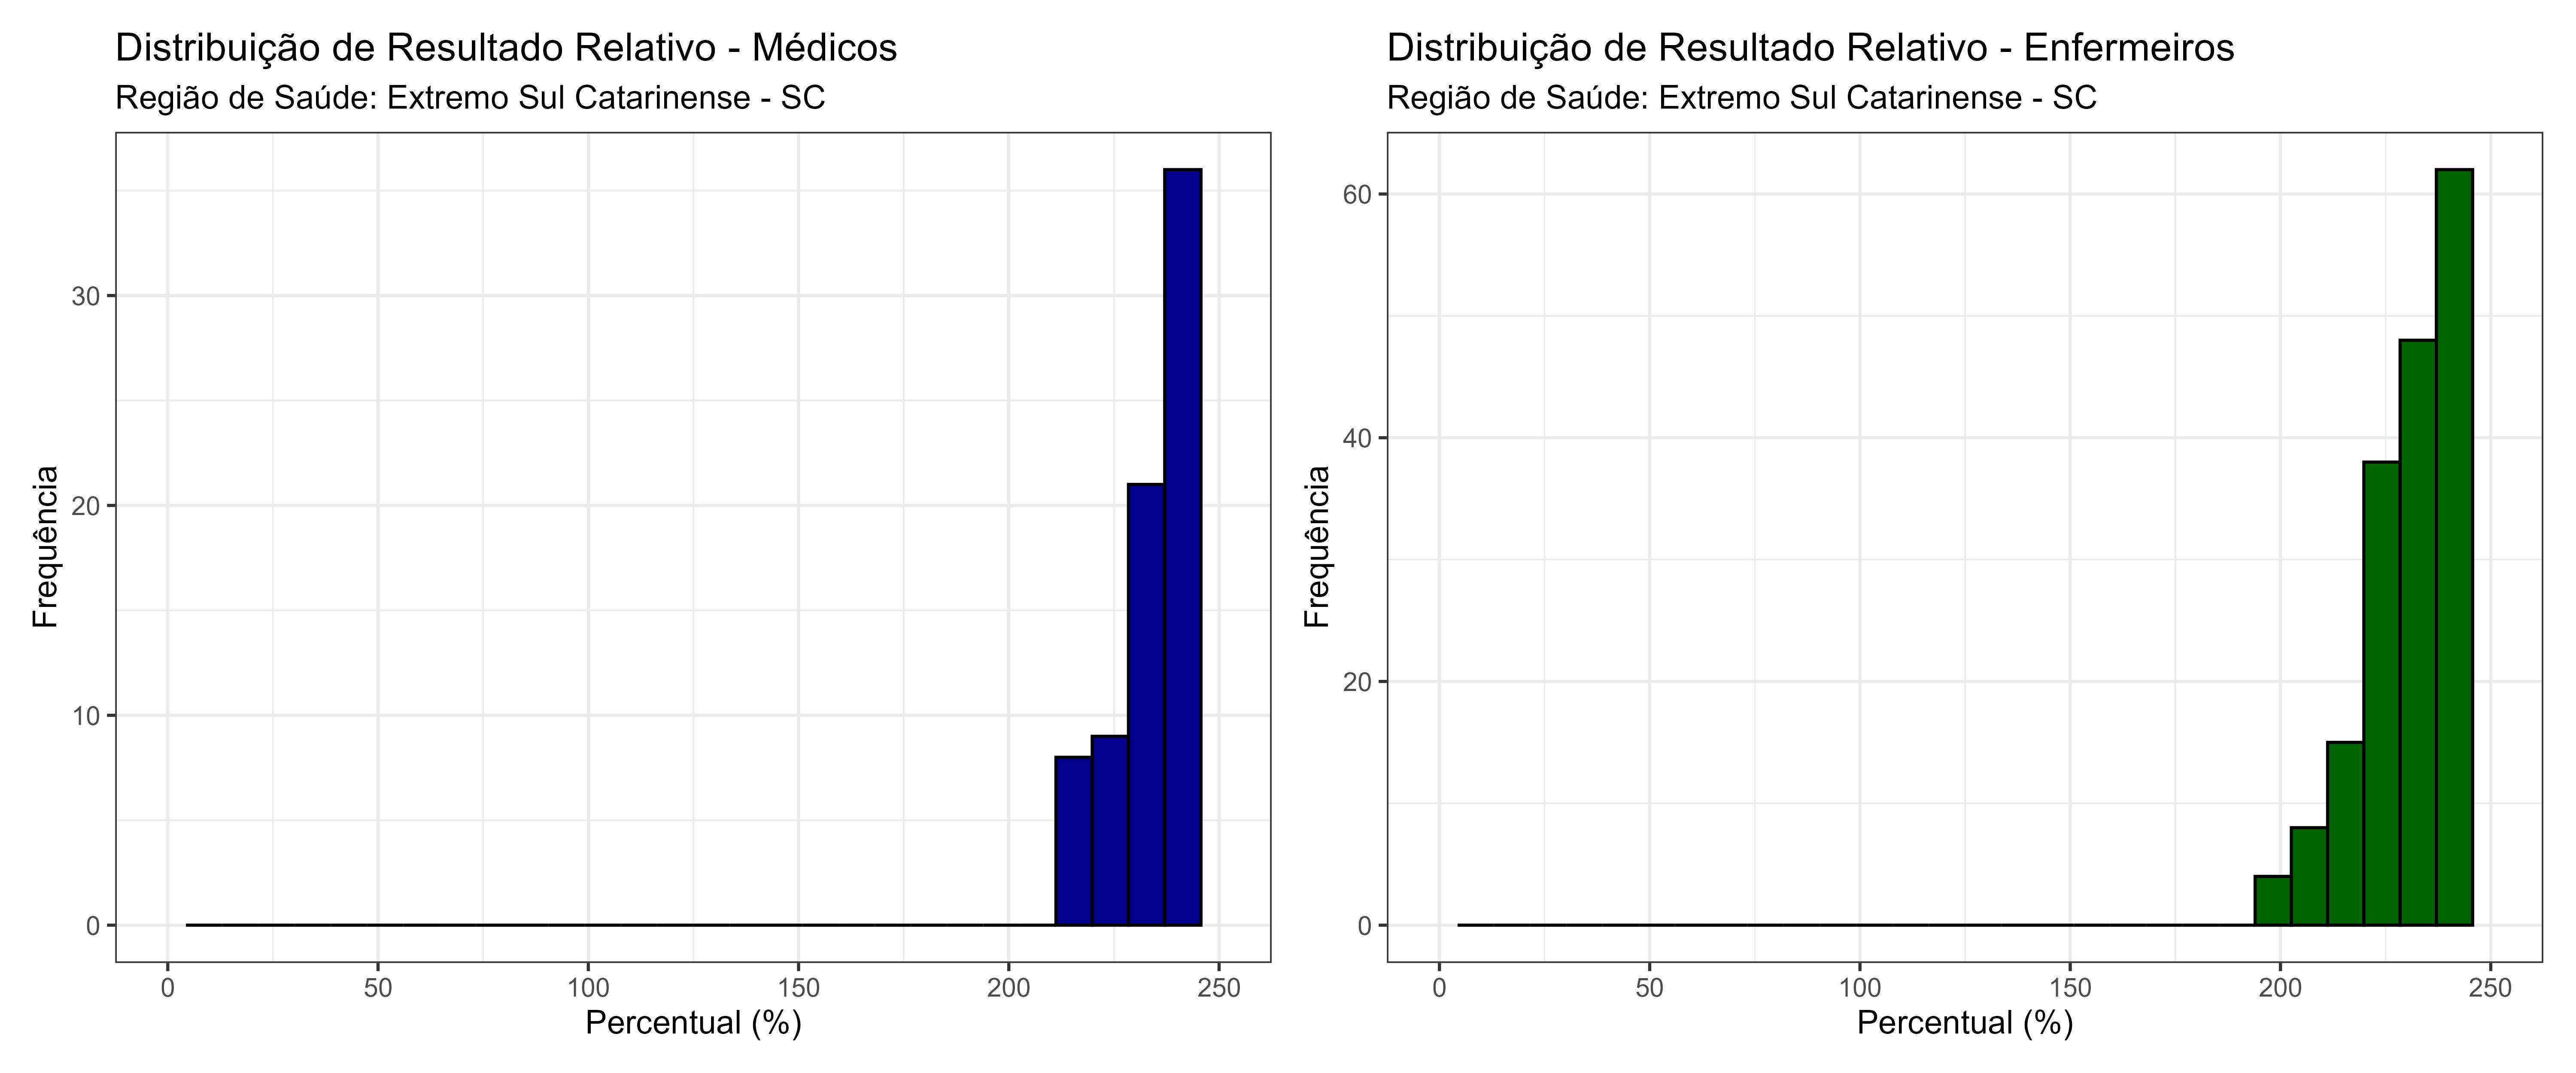 Distribuição de Resultado Relativo - Médicos
Região de Saúde: Extremo Sul Catarinense - SC
Frequência
30
20
10
0
0 50 100 150 200 250
Percentual (%)
Distribuição de Resultado Relativo - Enfermeiros
Região de Saúde: Extremo Sul Catarinense - SC
Frequência
60
40
20
0
0 50 100 150 200 250
Percentual (%)